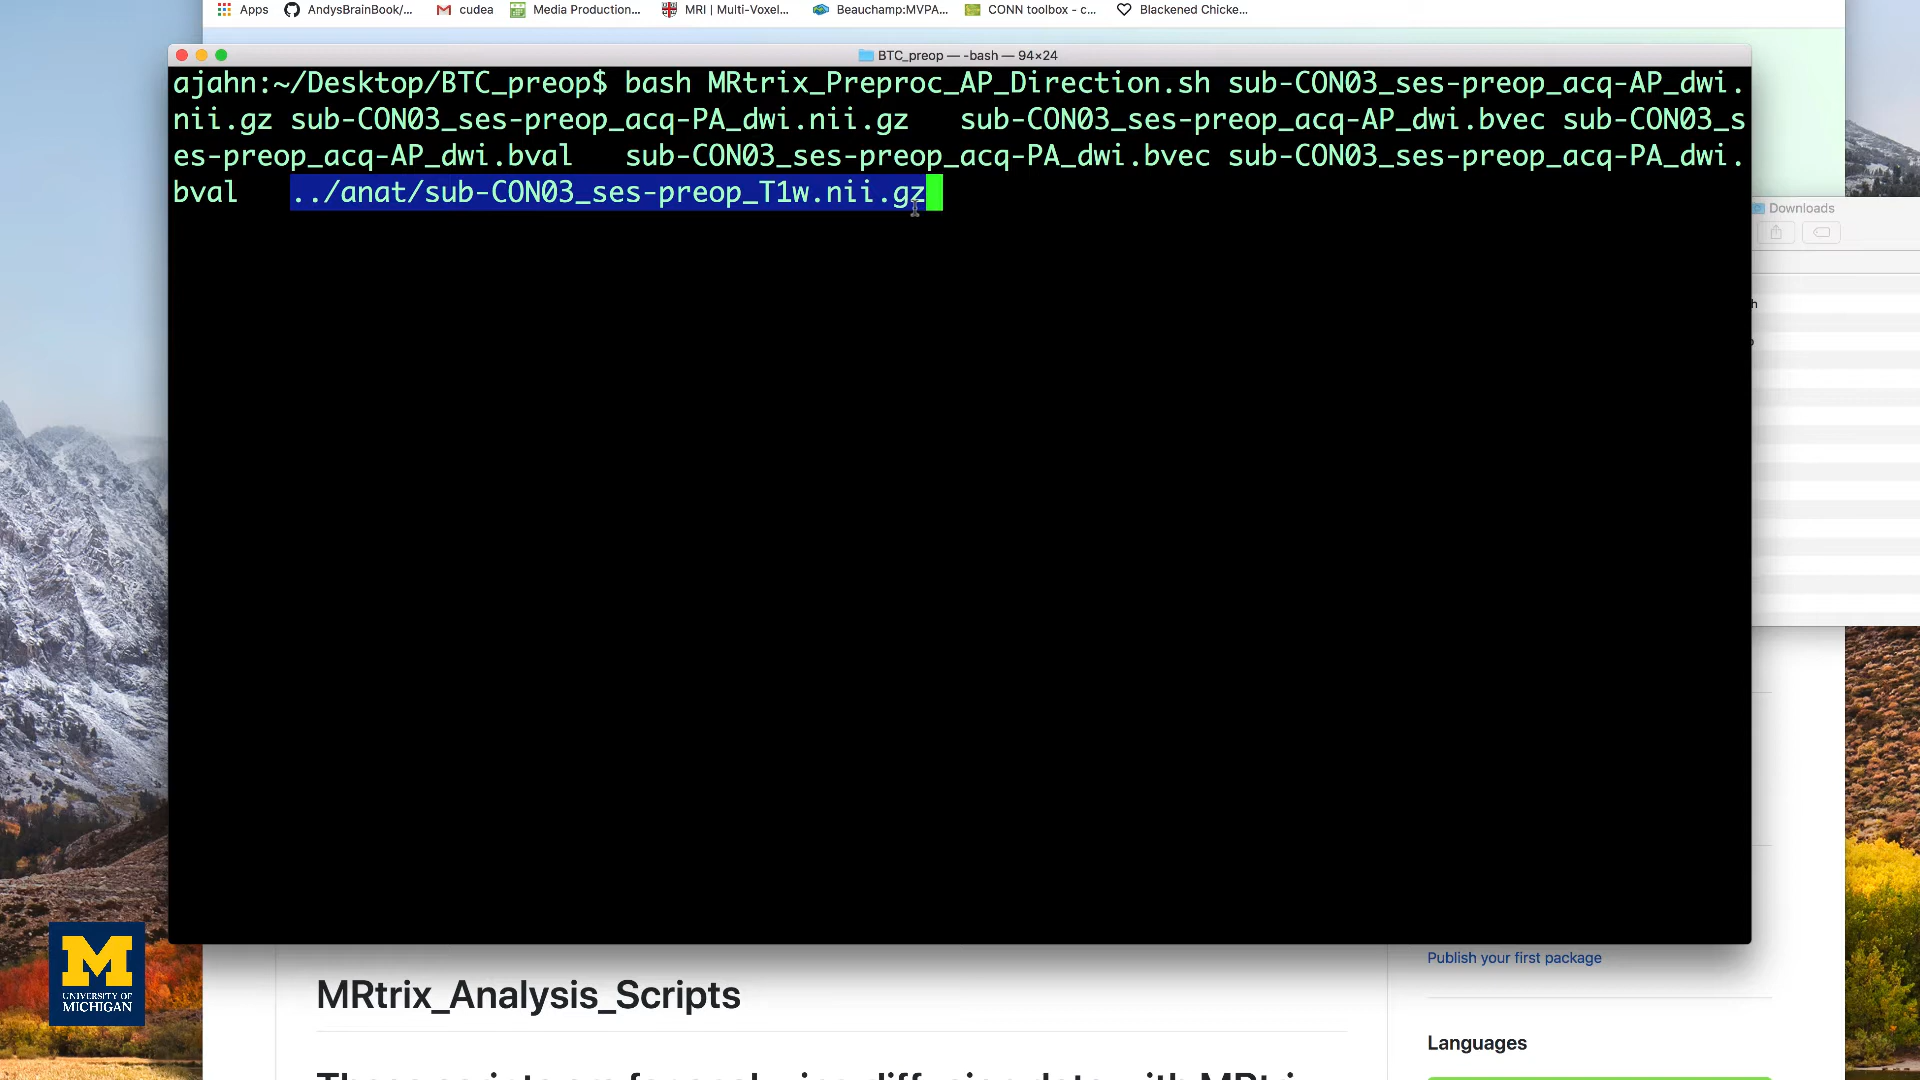 Apps AndysBrainBook/... cudea Media Production... MRI | Multi-Voxel... Beauchamp:MVPA... CONN toolbox - c... Blackened Chicke...
BTC_preop — -bash — 94×24
ajahn:~/Desktop/BTC_preop$ bash MRtrix_Preproc_AP_Direction.sh sub-CON03_ses-preop_acq-AP_dwi.
nii.gz sub-CON03_ses-preop_acq-PA_dwi.nii.gz   sub-CON03_ses-preop_acq-AP_dwi.bvec sub-CON03_s
es-preop_acq-AP_dwi.bval   sub-CON03_ses-preop_acq-PA_dwi.bvec sub-CON03_ses-preop_acq-PA_dwi.
bval   ../anat/sub-CON03_ses-preop_T1w.nii.gz
Downloads
h
Publish your first package
MRtrix_Analysis_Scripts
Languages
M
UNIVERSITY OF
MICHIGAN